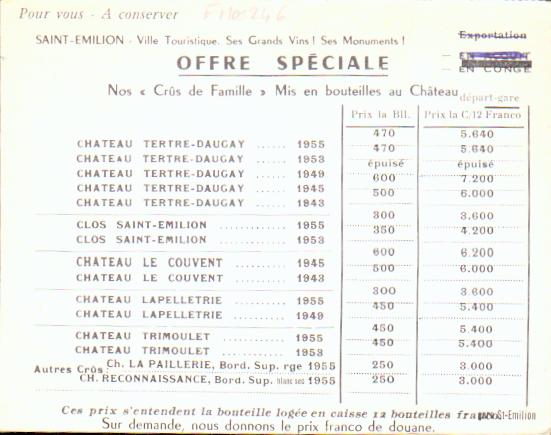 Pour vous - A conserver
SAINT-EMILION - Ville Touristique. Ses Grands Vins ! Ses Monuments !
Exportation
OFFRE SPÉCIALE
EN CONGE
Nos « Crûs de Famille » Mis en bouteilles au Château
départ-gare
Prix la Bll. Prix la C/12 Franco
CHATEAU TERTRE-DAUGAY ...... 1955 470 5.640
CHATEAU TERTRE-DAUGAY ...... 1953 470 5.640
CHATEAU TERTRE-DAUGAY ...... 1949 épuisé épuisé
CHATEAU TERTRE-DAUGAY ...... 1945 600 7.200
CHATEAU TERTRE-DAUGAY ...... 1943 500 6.000
CLOS SAINT-EMILION ............ 1955 300 3.600
CLOS SAINT-EMILION ............ 1953 350 4.200
CHATEAU LE COUVENT .......... 1945 600 6.200
CHATEAU LE COUVENT .......... 1943 500 6.000
CHATEAU LAPELLETRIE ........ 1955 300 3.600
CHATEAU LAPELLETRIE ........ 1949 450 5.400
CHATEAU TRIMOULET .......... 1955 450 5.400
CHATEAU TRIMOULET .......... 1953 450 5.400
Autres Crûs: Ch. LA PAILLERIE, Bord. Sup. rge 1955 250 3.000
CH. RECONNAISSANCE, Bord. Sup. blanc sec 1955 250 3.000
Ces prix s'entendent la bouteille logée en caisse 12 bouteilles St-Emilion
Sur demande, nous donnons le prix franco de douane.